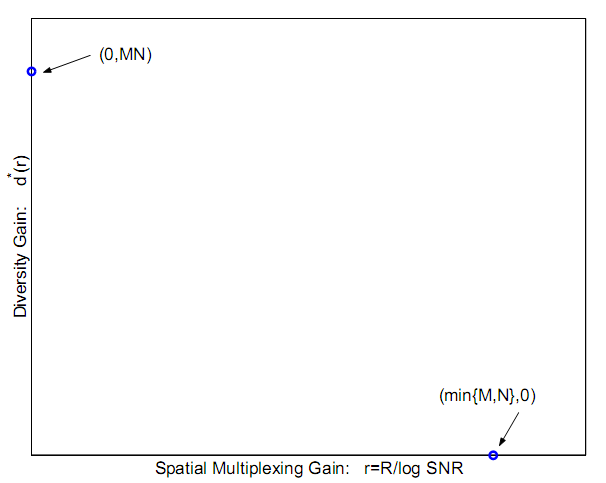 (0,MN)
Diversity Gain: d*(r)
(min{M,N},0)
Spatial Multiplexing Gain: r=R/log SNR